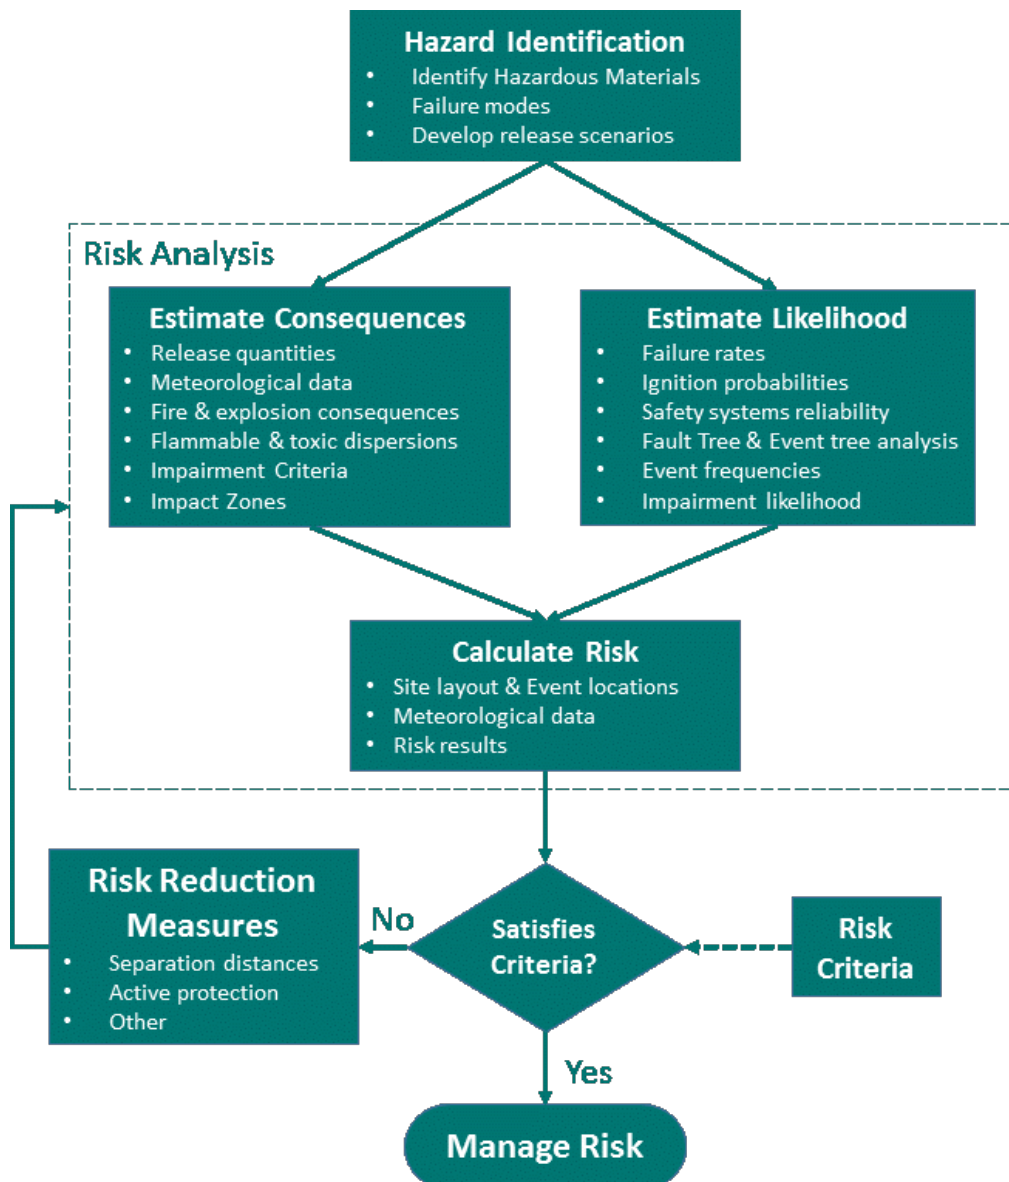 Hazard Identification
• Identify Hazardous Materials
• Failure modes
• Develop release scenarios
Risk Analysis
Estimate Consequences
• Release quantities
• Meteorological data
• Fire & explosion consequences
• Flammable & toxic dispersions
• Impairment Criteria
• Impact Zones
Estimate Likelihood
• Failure rates
• Ignition probabilities
• Safety systems reliability
• Fault Tree & Event tree analysis
• Event frequencies
• Impairment likelihood
Calculate Risk
• Site layout & Event locations
• Meteorological data
• Risk results
Risk Reduction
Measures
• Separation distances
• Active protection
• Other
No
Satisfies
Criteria?
Risk
Criteria
Yes
Manage Risk